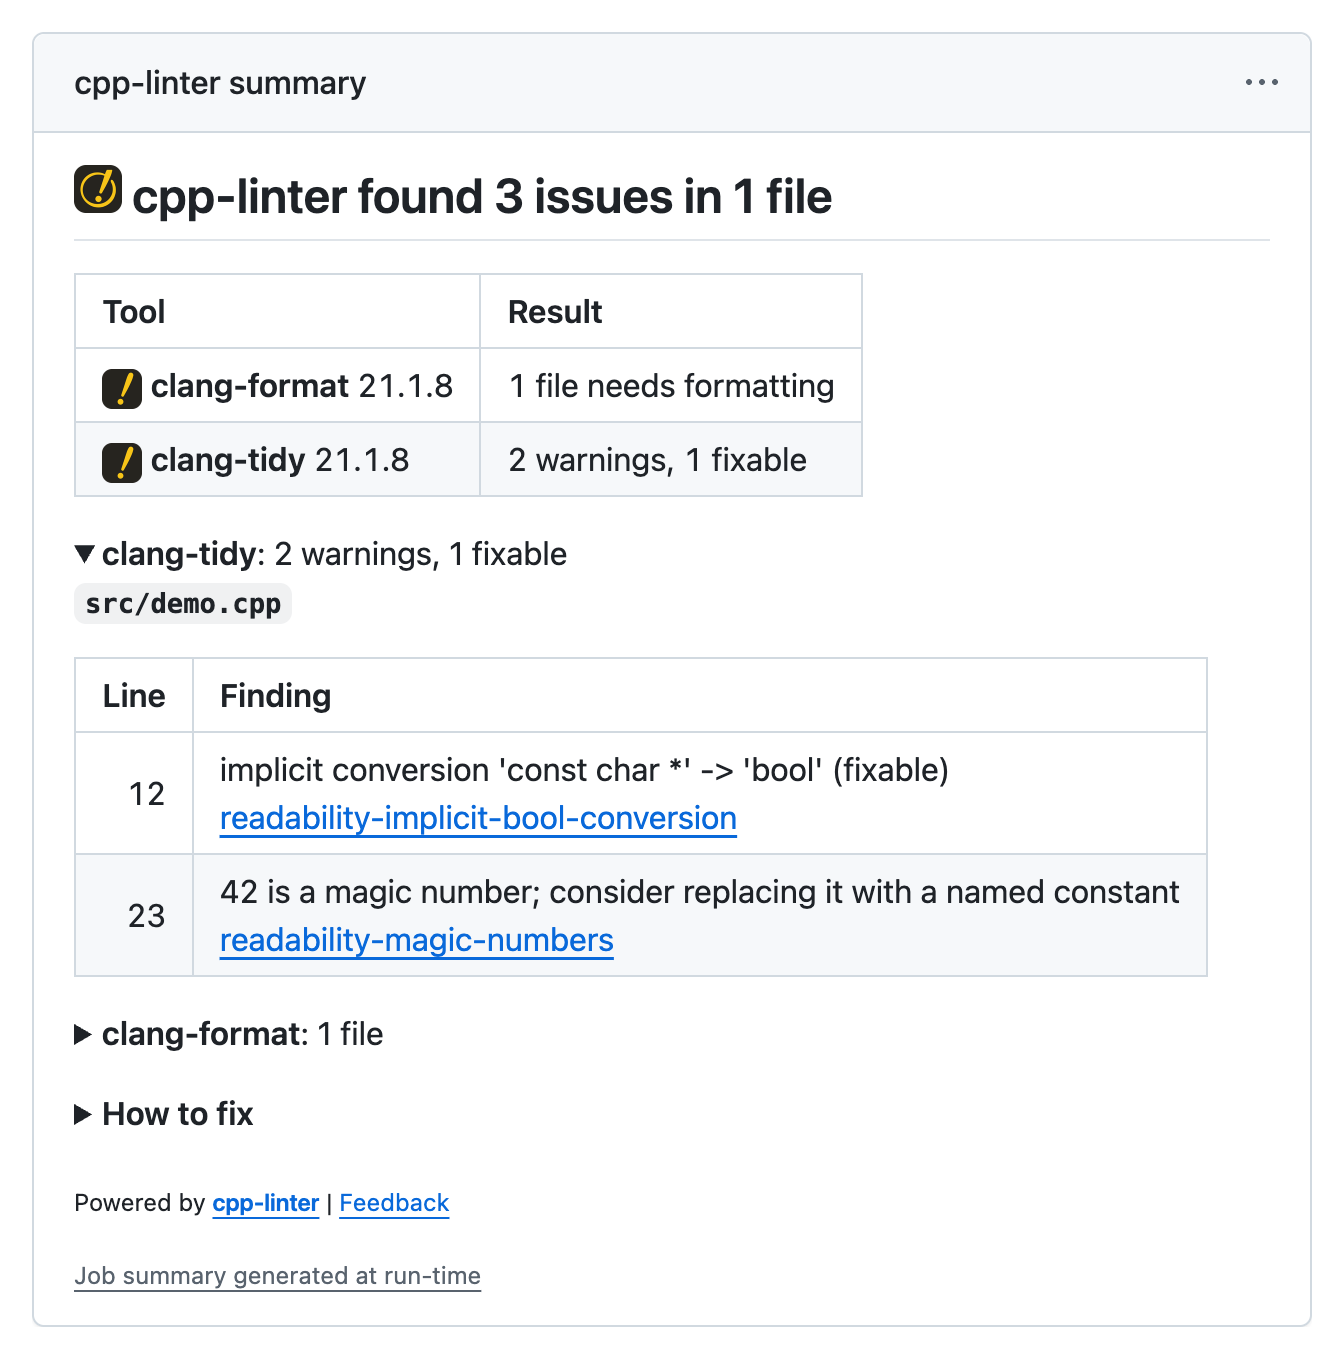 cpp-linter summary
cpp-linter found 3 issues in 1 file
Tool Result
clang-format 21.1.8 1 file needs formatting
clang-tidy 21.1.8 2 warnings, 1 fixable
clang-tidy: 2 warnings, 1 fixable
src/demo.cpp
Line Finding
12 implicit conversion 'const char *' -> 'bool' (fixable)
readability-implicit-bool-conversion
23 42 is a magic number; consider replacing it with a named constant
readability-magic-numbers
clang-format: 1 file
How to fix
Powered by cpp-linter | Feedback
Job summary generated at run-time